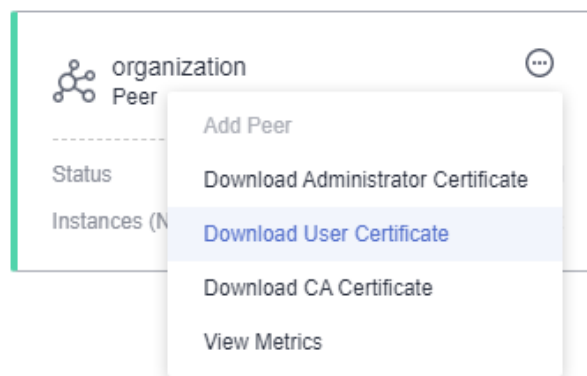 organization
Peer
Add Peer
Status
Download Administrator Certificate
Instances (N
Download User Certificate
Download CA Certificate
View Metrics